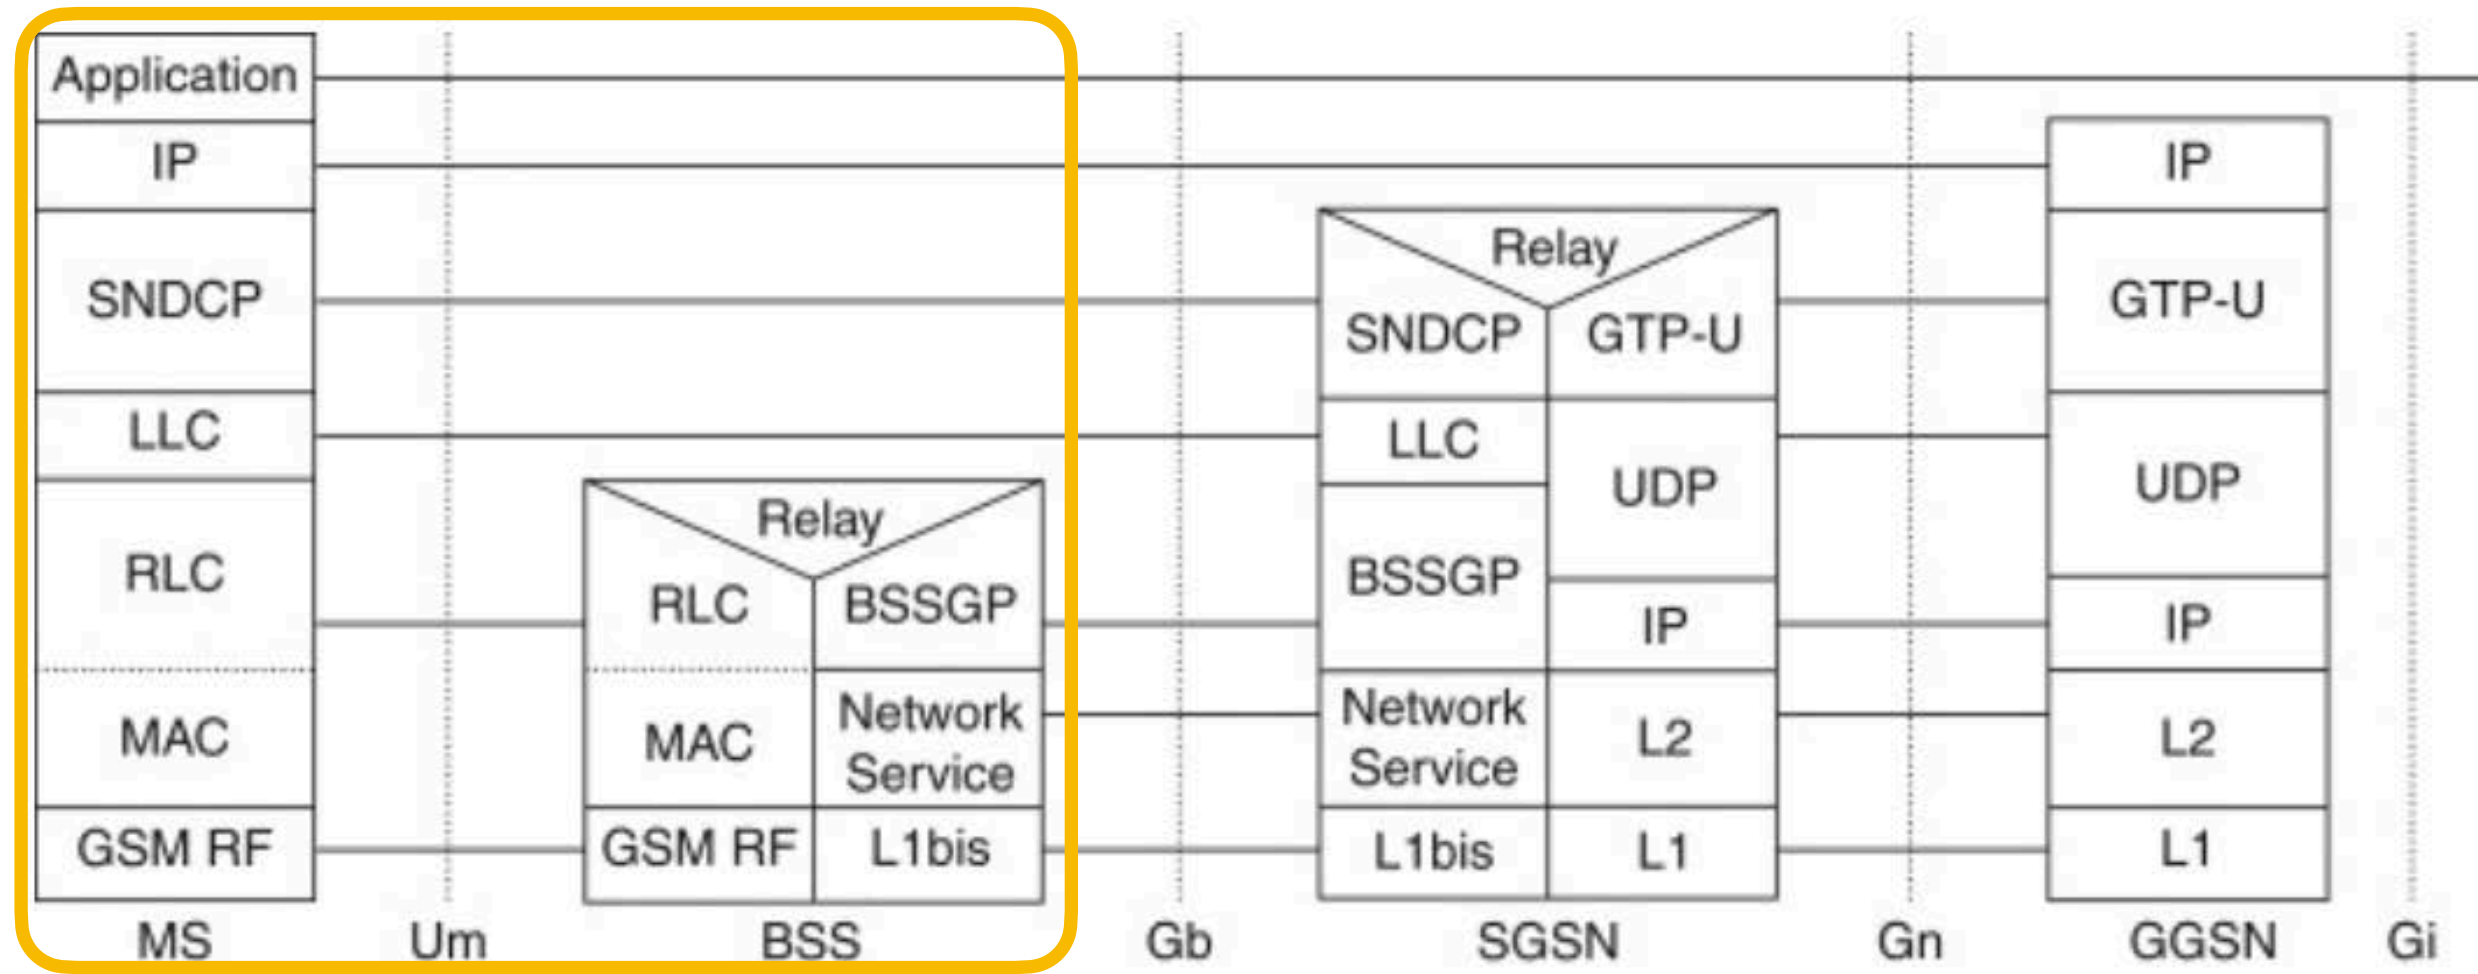 Application
IP
SNDCP
LLC
RLC
MAC
GSM RF
MS
Um
Relay
RLC
BSSGP
MAC
Network
Service
GSM RF
L1bis
BSS
Gb
Relay
SNDCP
GTP-U
LLC
UDP
BSSGP
IP
Network
Service
L2
L1bis
L1
SGSN
Gn
IP
GTP-U
UDP
IP
L2
L1
GGSN
Gi